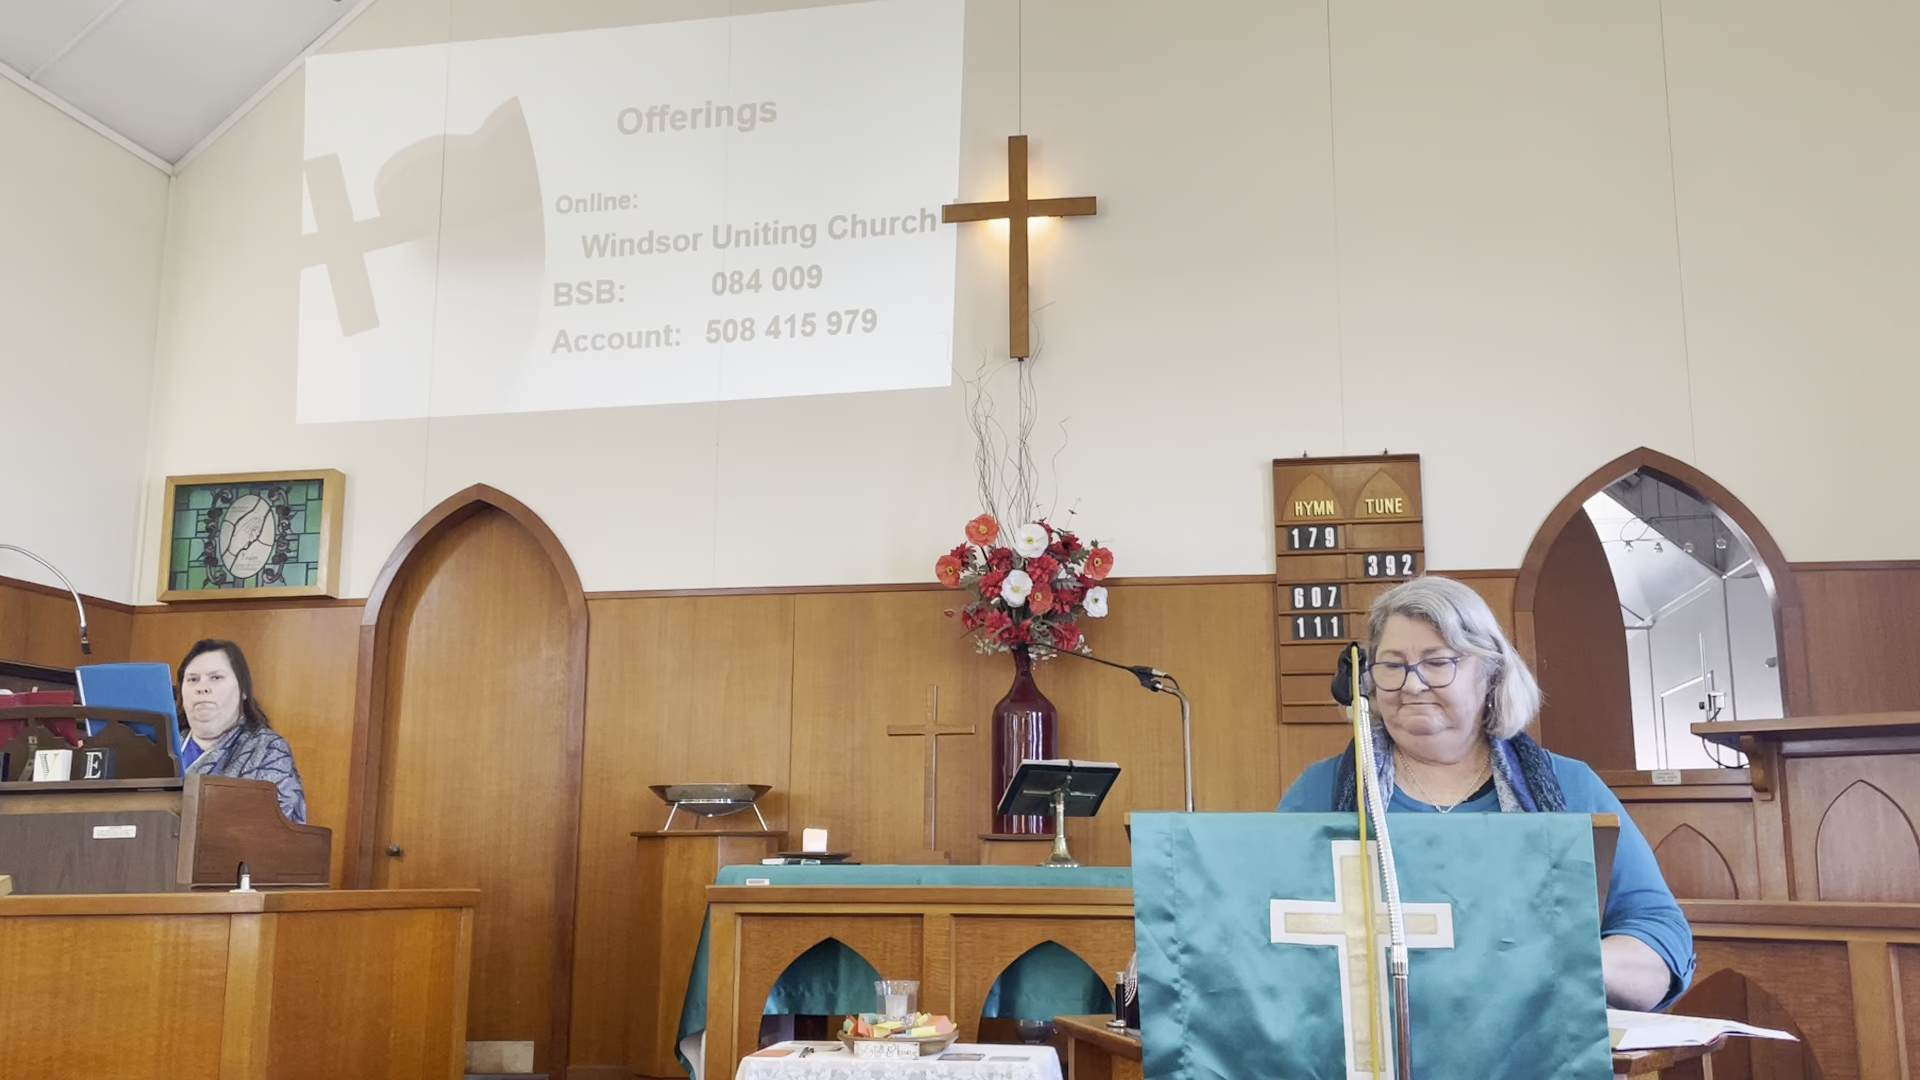 Offerings
Online:
Windsor Uniting Church
BSB: 084 009
Account: 508 415 979
HYMN TUNE
179
392
607
111
V E